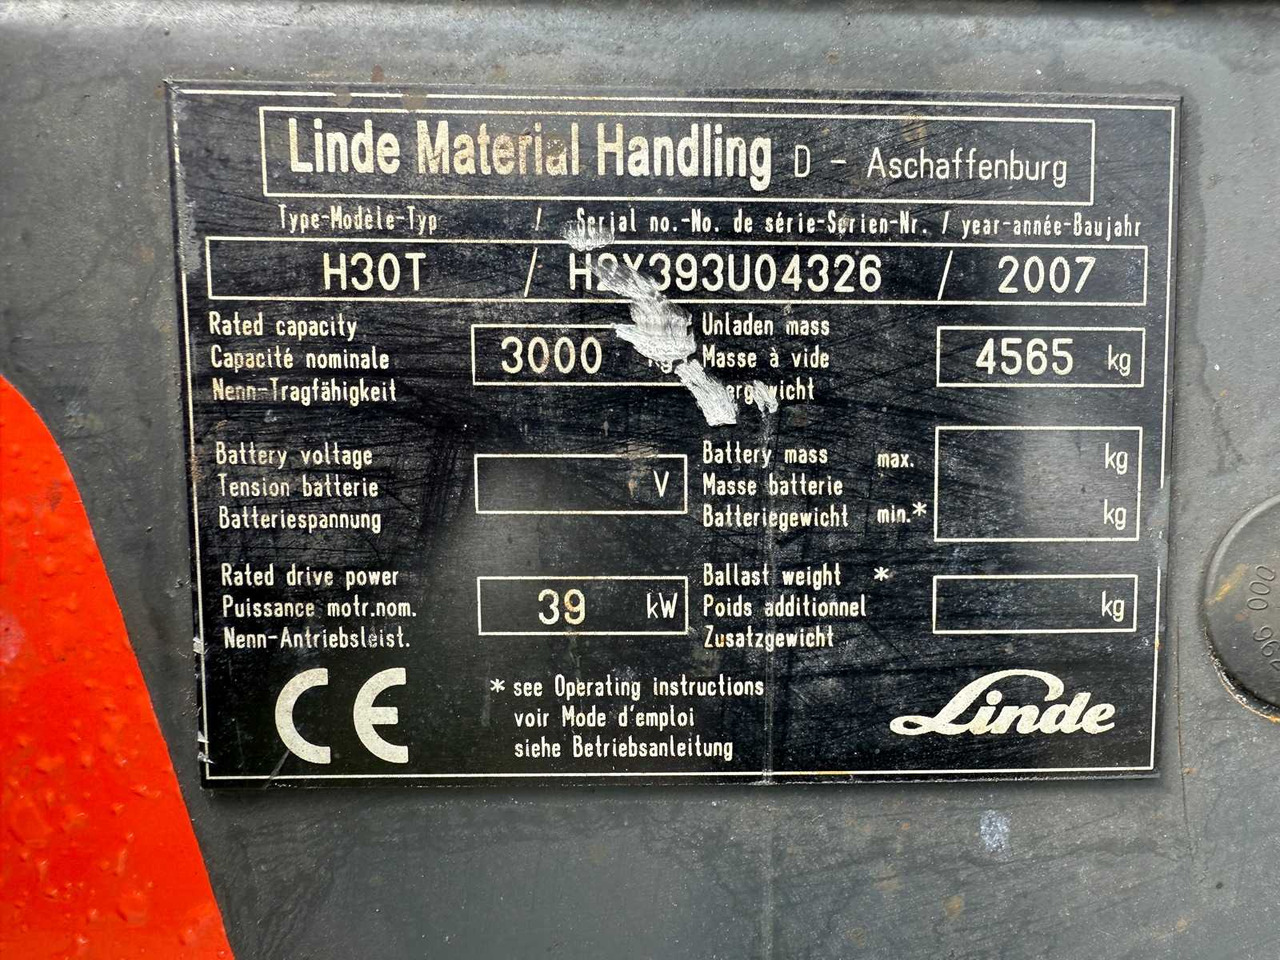 Linde Material Handling D - Aschaffenburg
Type-Modèle-Typ / Serial no.-No. de série-Serien-Nr. / year-année-Baujahr
H30T / H2X393U04326 / 2007
Rated capacity
Capacité nominale
Nenn-Tragfähigkeit
3000 kg
Unladen mass
Masse à vide
4565 kg
Battery voltage
Tension batterie
Batteriespannung
V
Battery mass max.
Masse batterie
Batteriegewicht min.*
kg
kg
Rated drive power
Puissance motr.nom.
Nenn-Antriebsleist.
39 kW
Ballast weight *
Poids additionnel
Zusatzgewicht
kg
CE
* see Operating instructions
voir Mode d'emploi
siehe Betriebsanleitung
Linde
000